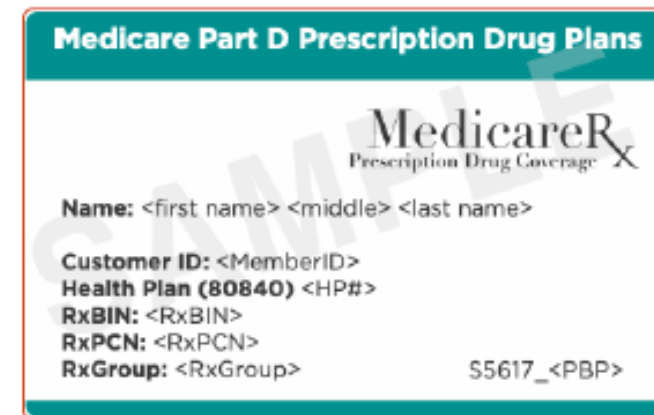 Medicare Part D Prescription Drug Plans
MedicareRx
Prescription Drug Coverage
Name: <first name> <middle> <last name>
Customer ID: <MemberID>
Health Plan (80840) <HP#>
RxBIN: <RxBIN>
RxPCN: <RxPCN>
RxGroup: <RxGroup> S5617_<PBP>
SAMPLE